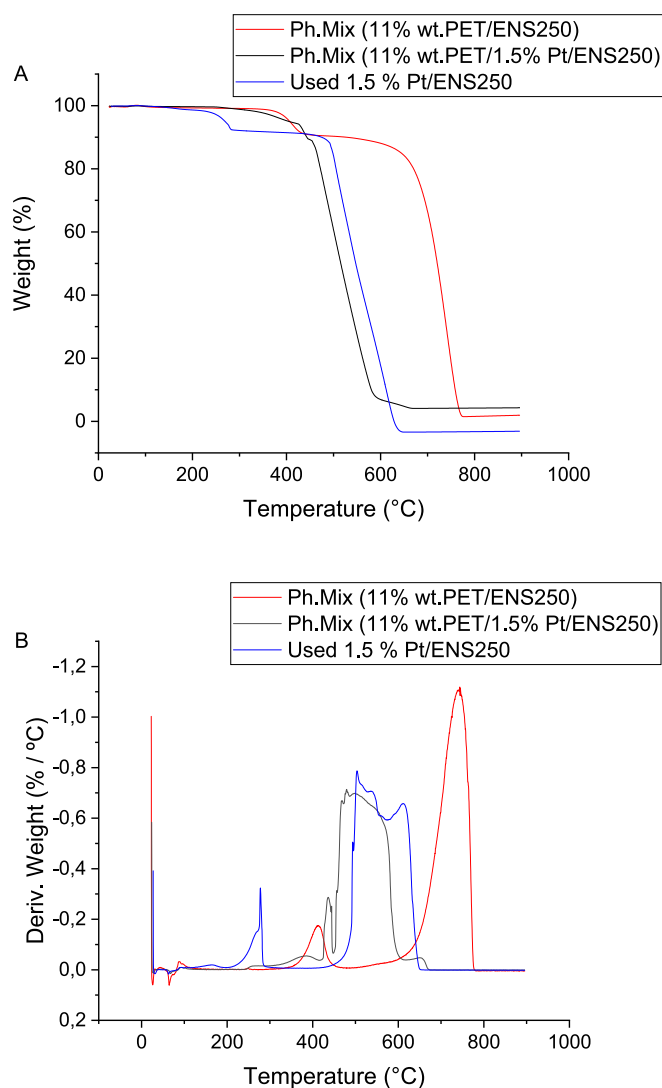 Ph.Mix (11% wt.PET/ENS250)
Ph.Mix (11% wt.PET/1.5% Pt/ENS250)
Used 1.5 % Pt/ENS250
A
100
80
60
40
20
0
Weight (%)
0 200 400 600 800 1000
Temperature (°C)
Ph.Mix (11% wt.PET/ENS250)
Ph.Mix (11% wt.PET/1.5% Pt/ENS250)
Used 1.5 % Pt/ENS250
B
-1,2
-1,0
-0,8
-0,6
-0,4
-0,2
0,0
0,2
Deriv. Weight (% / ºC)
0 200 400 600 800 1000
Temperature (°C)